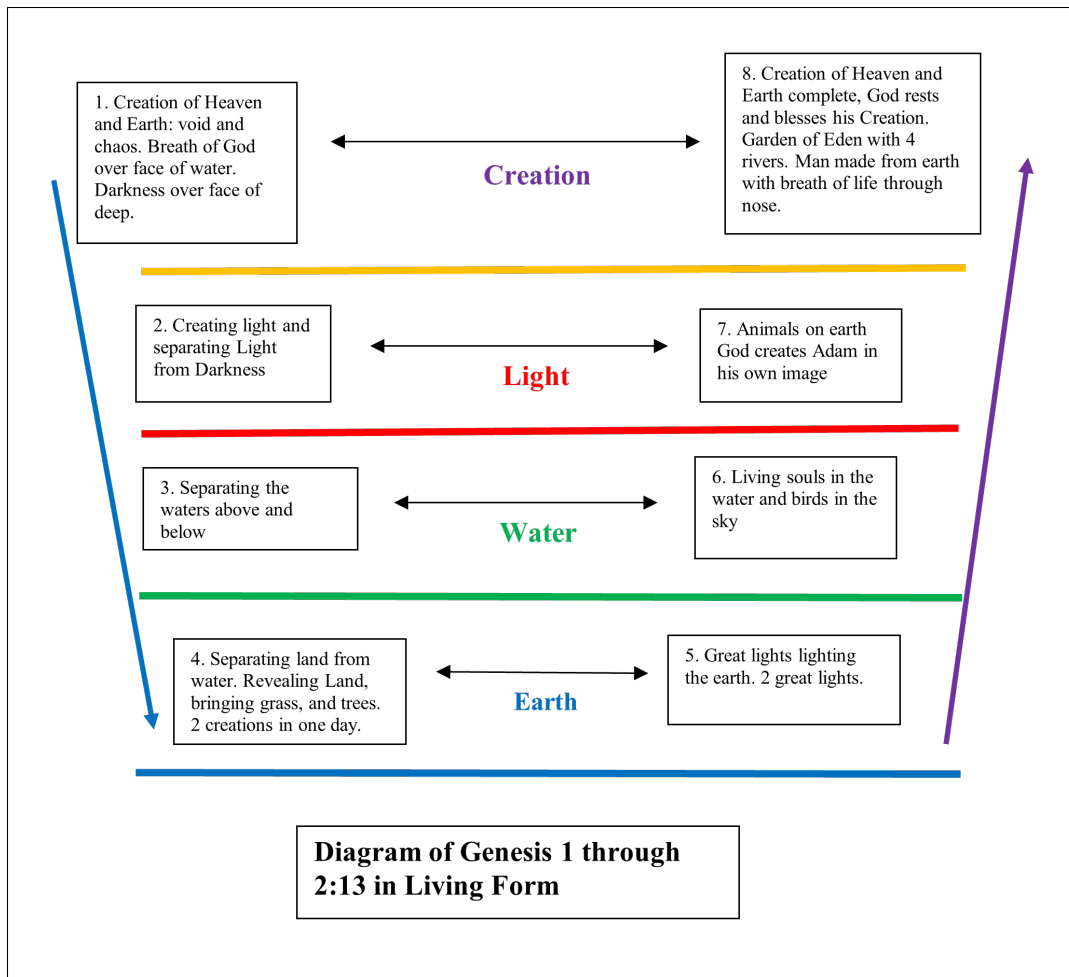 1. Creation of Heaven
and Earth: void and
chaos. Breath of God
over face of water.
Darkness over face of
deep.
Creation
8. Creation of Heaven and
Earth complete, God rests
and blesses his Creation.
Garden of Eden with 4
rivers. Man made from earth
with breath of life through
nose.
2. Creating light and
separating Light
from Darkness
Light
7. Animals on earth
God creates Adam in
his own image
3. Separating the
waters above and
below
Water
6. Living souls in the
water and birds in the
sky
4. Separating land from
water. Revealing Land,
bringing grass, and trees.
2 creations in one day.
Earth
5. Great lights lighting
the earth. 2 great lights.
Diagram of Genesis 1 through
2:13 in Living Form